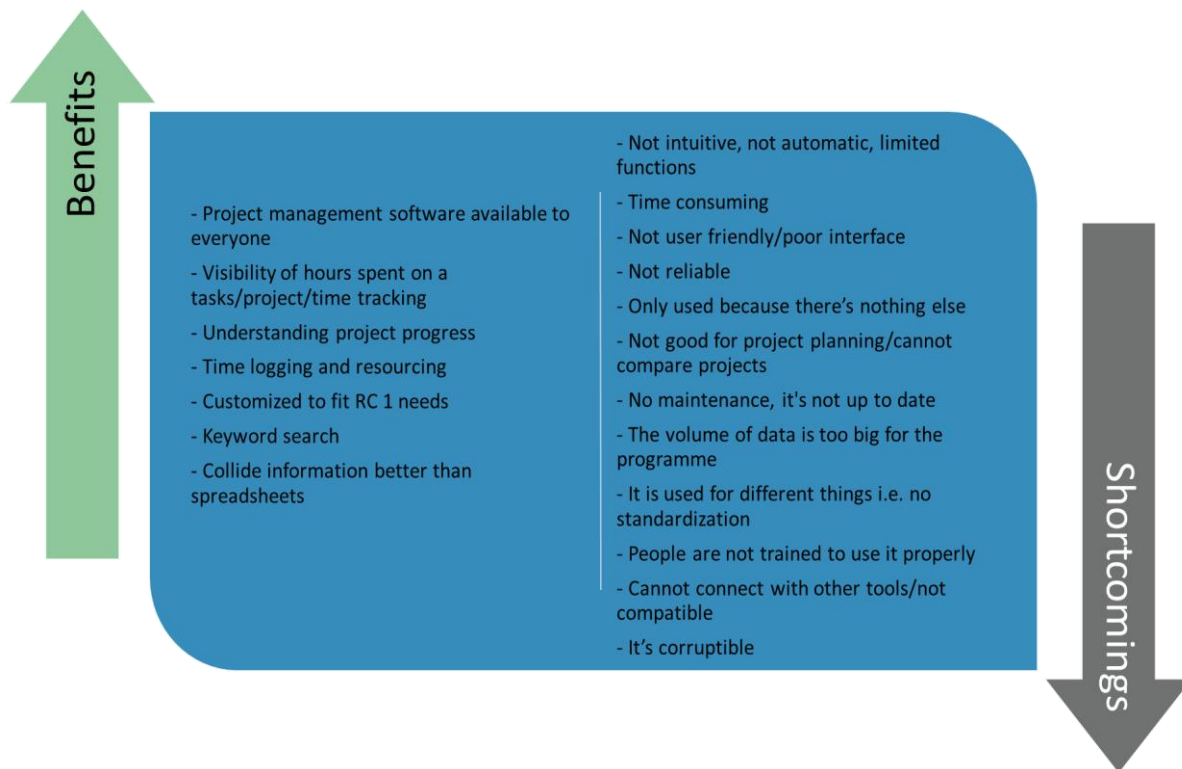 Benefits
- Project management software available to
everyone
- Visibility of hours spent on a
tasks/project/time tracking
- Understanding project progress
- Time logging and resourcing
- Customized to fit RC 1 needs
- Keyword search
- Collide information better than
spreadsheets
- Not intuitive, not automatic, limited
functions
- Time consuming
- Not user friendly/poor interface
- Not reliable
- Only used because there’s nothing else
- Not good for project planning/cannot
compare projects
- No maintenance, it's not up to date
- The volume of data is too big for the
programme
- It is used for different things i.e. no
standardization
- People are not trained to use it properly
- Cannot connect with other tools/not
compatible
- It’s corruptible
Shortcomings